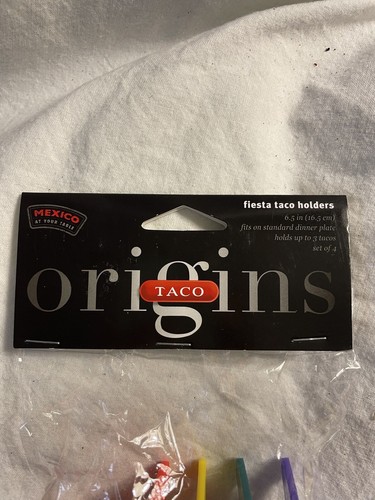 MEXICO
AT YOUR TABLE
fiesta taco holders
6.5 in (16.5 cm)
fits on standard dinner plate
holds up to 3 tacos
set of 4
origins
TACO